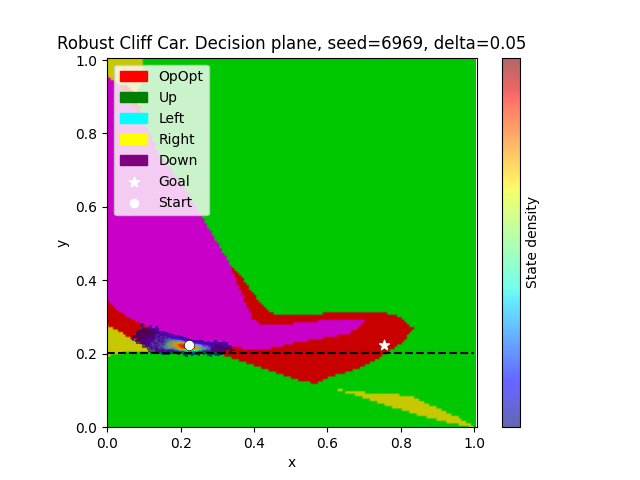 Robust Cliff Car. Decision plane, seed=6969, delta=0.05
OpOpt
Up
Left
Right
Down
Goal
Start
1.0
0.8
0.6
0.4
0.2
0.0
y
0.0 0.2 0.4 0.6 0.8 1.0
x
State density